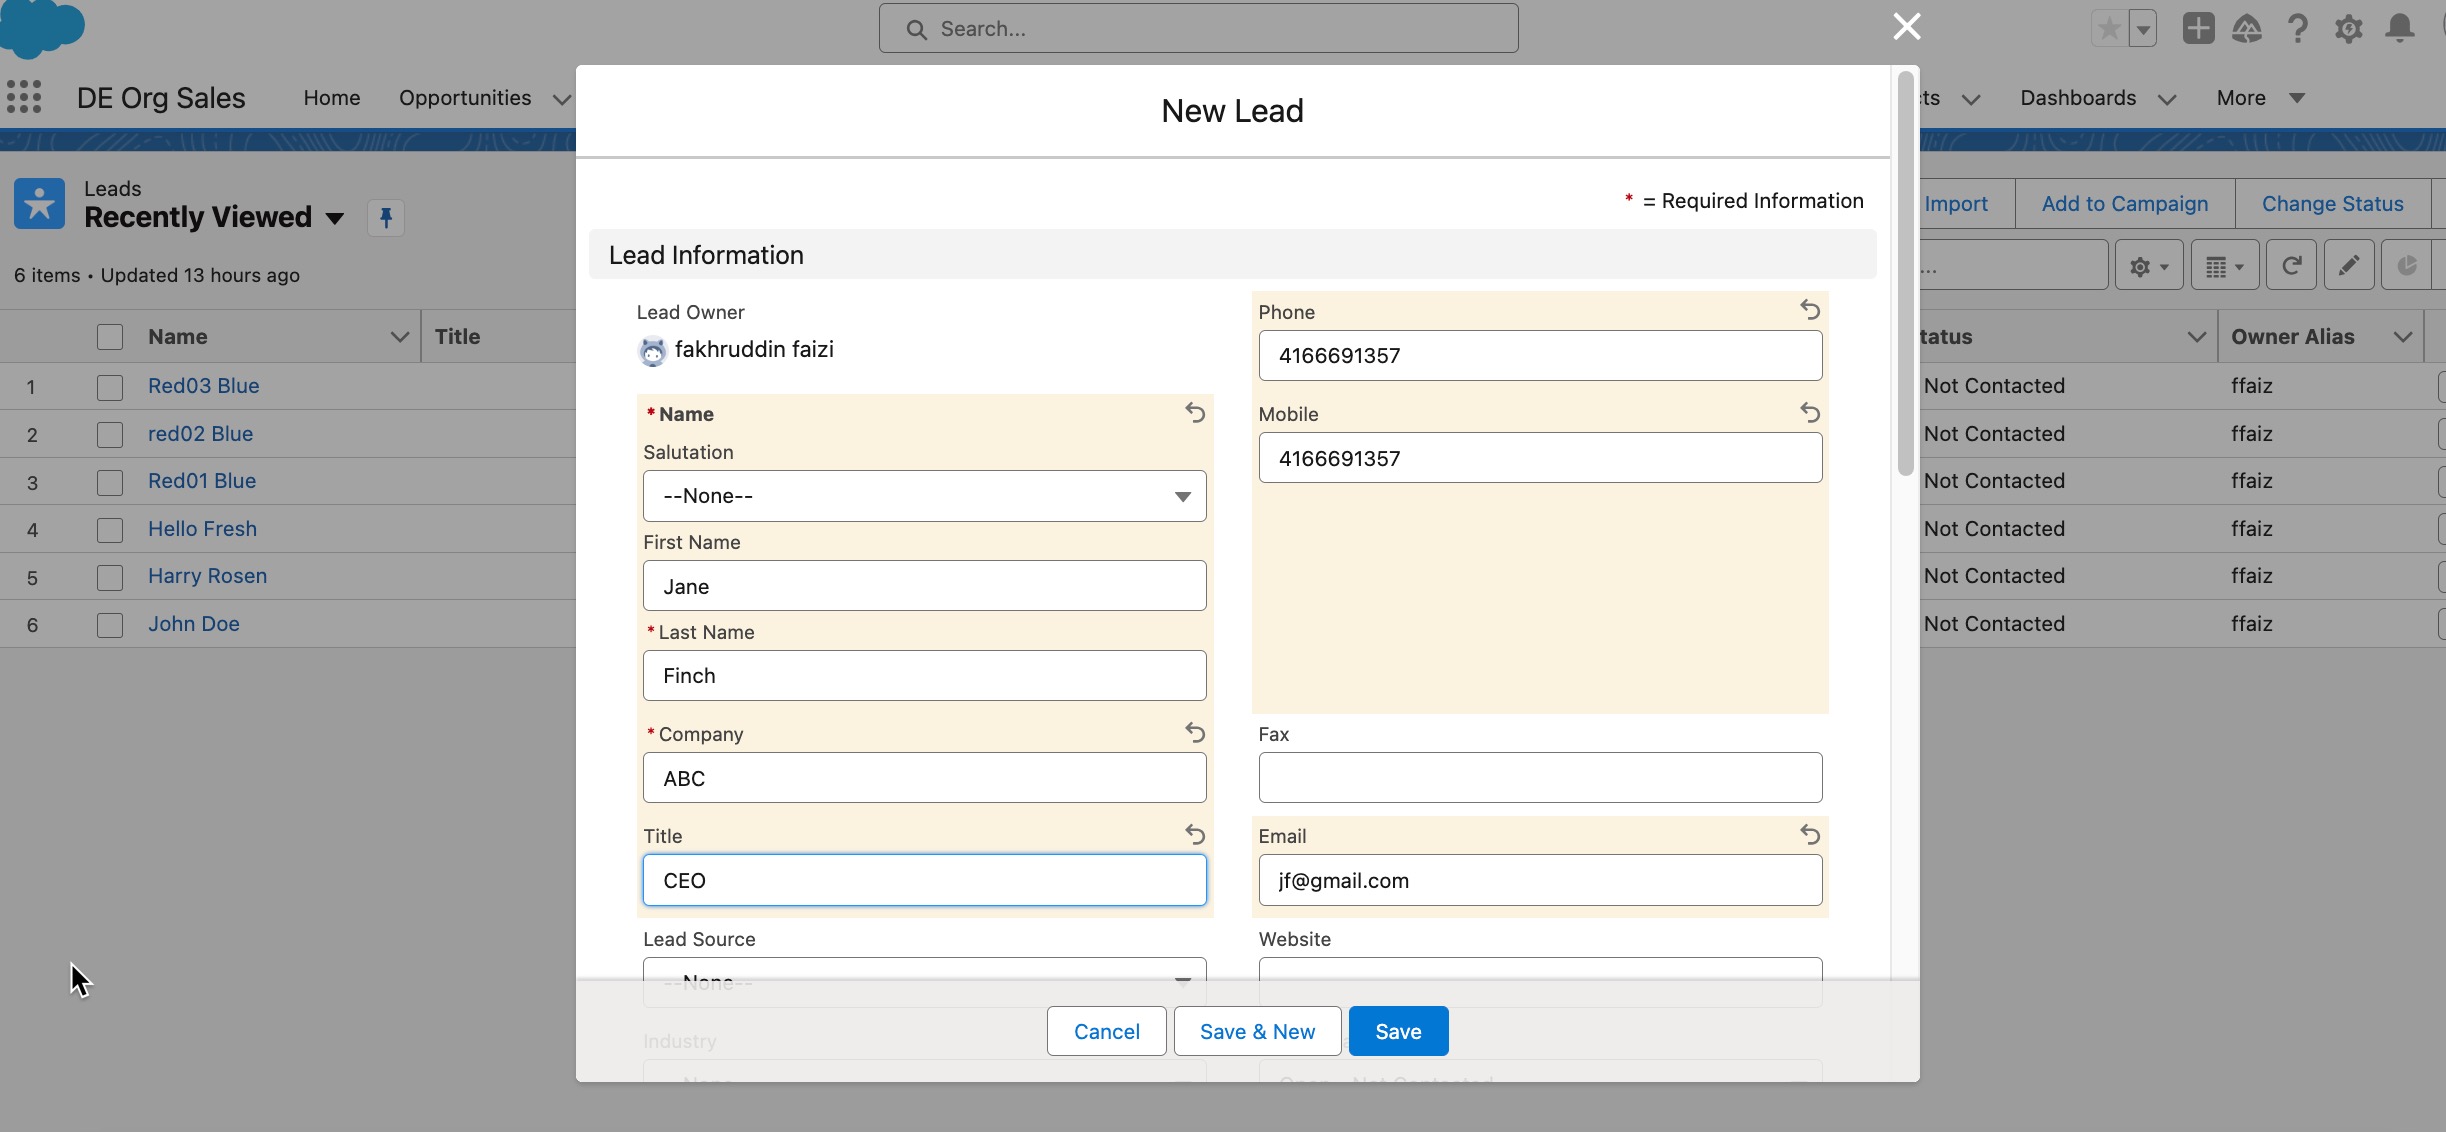 Search...
DE Org Sales
Home
Opportunities
ts
Dashboards
More
Leads
Recently Viewed
6 items • Updated 13 hours ago
Import
Add to Campaign
Change Status
...
Name
Title
tatus
Owner Alias
1
Red03 Blue
Not Contacted
ffaiz
2
red02 Blue
Not Contacted
ffaiz
3
Red01 Blue
Not Contacted
ffaiz
4
Hello Fresh
Not Contacted
ffaiz
5
Harry Rosen
Not Contacted
ffaiz
6
John Doe
Not Contacted
ffaiz
New Lead
* = Required Information
Lead Information
Lead Owner
fakhruddin faizi
Phone
4166691357
* Name
Mobile
4166691357
Salutation
--None--
First Name
Jane
* Last Name
Finch
* Company
ABC
Fax
Title
CEO
Email
jf@gmail.com
Lead Source
--None--
Website
Industry
Cancel
Save & New
Save